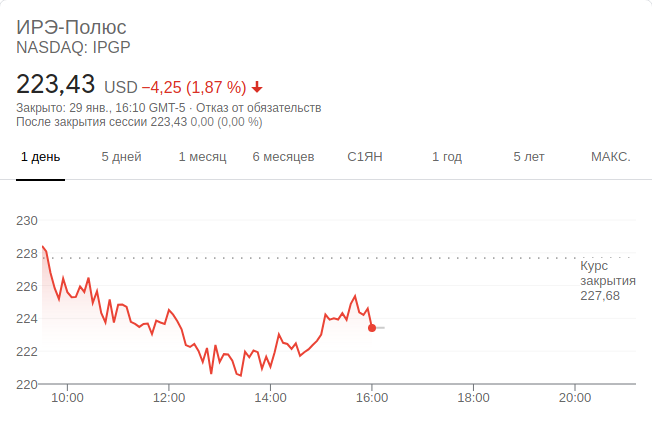 ИРЭ-Полюс
NASDAQ: IPGP
223,43 USD −4,25 (1,87 %)
Закрыто: 29 янв., 16:10 GMT-5 · Отказ от обязательств
После закрытия сессии 223,43 0,00 (0,00 %)
1 день 5 дней 1 месяц 6 месяцев С1ЯН 1 год 5 лет МАКС.
230
228
Курс
закрытия
227,68
226
224
222
220
10:00 12:00 14:00 16:00 18:00 20:00